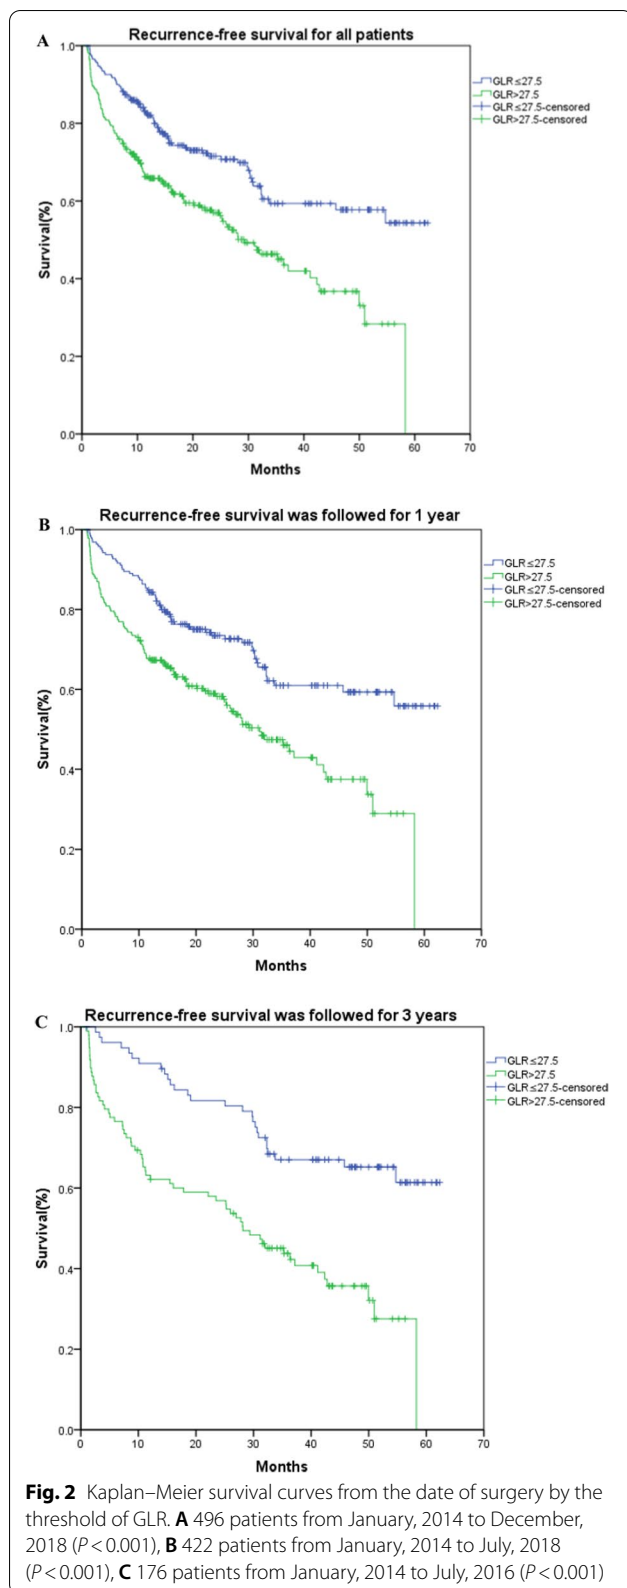 A
Recurrence-free survival for all patients
GLR≤27.5
GLR>27.5
GLR≤27.5-censored
GLR>27.5-censored
Survival(%)
1.0
0.8
0.6
0.4
0.2
0.0
0 10 20 30 40 50 60 70
Months
B
Recurrence-free survival was followed for 1 year
GLR≤27.5
GLR>27.5
GLR≤27.5-censored
GLR>27.5-censored
Survival(%)
1.0
0.8
0.6
0.4
0.2
0.0
0 10 20 30 40 50 60 70
Months
C
Recurrence-free survival was followed for 3 years
GLR≤27.5
GLR>27.5
GLR≤27.5-censored
GLR>27.5-censored
Survival(%)
1.0
0.8
0.6
0.4
0.2
0.0
0 10 20 30 40 50 60 70
Months
Fig. 2 Kaplan–Meier survival curves from the date of surgery by the
threshold of GLR. A 496 patients from January, 2014 to December,
2018 (P < 0.001), B 422 patients from January, 2014 to July, 2018
(P < 0.001), C 176 patients from January, 2014 to July, 2016 (P < 0.001)